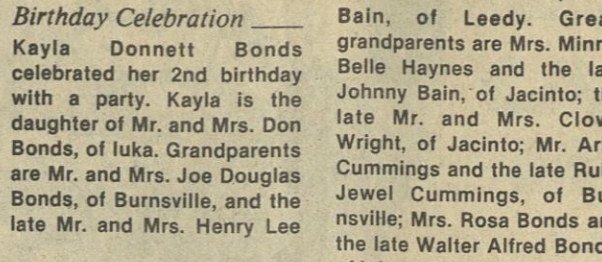 Birthday Celebration
Kayla Donnett Bonds
celebrated her 2nd birthday
with a party. Kayla is the
daughter of Mr. and Mrs. Don
Bonds, of Iuka. Grandparents
are Mr. and Mrs. Joe Douglas
Bonds, of Burnsville, and the
late Mr. and Mrs. Henry Lee
Bain, of Leedy.
grandparents are Mrs.
Belle Haynes and the
Johnny Bain, of Jacinto;
late Mr. and Mrs.
Wright, of Jacinto; Mr.
Cummings and the late
Jewel Cummings, of
nsville; Mrs. Rosa Bonds
the late Walter Alfred